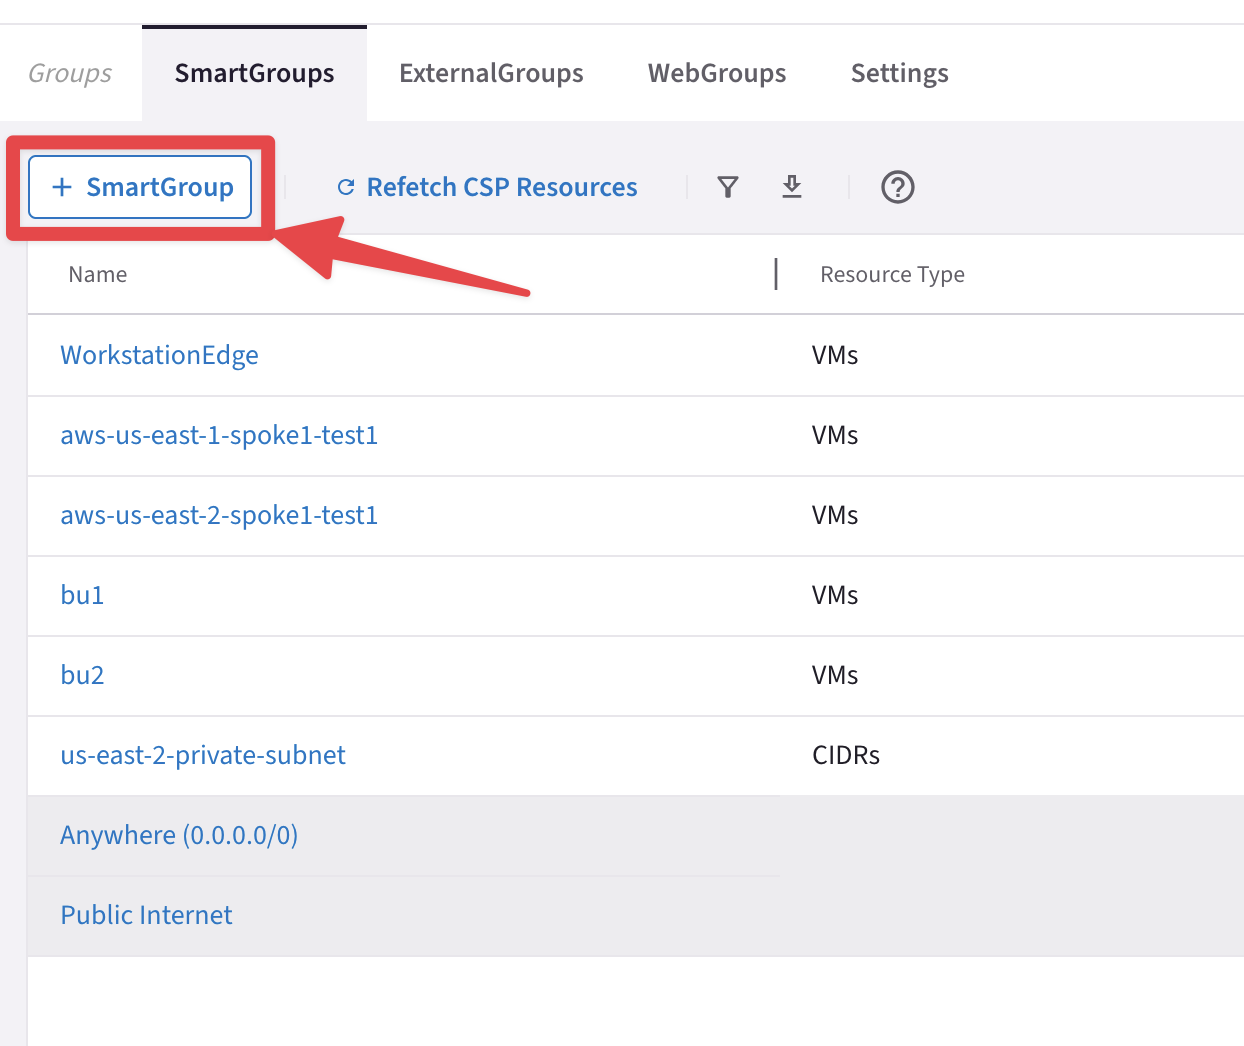 Groups SmartGroups ExternalGroups WebGroups Settings
+ SmartGroup Refetch CSP Resources ?
Name Resource Type
WorkstationEdge VMs
aws-us-east-1-spoke1-test1 VMs
aws-us-east-2-spoke1-test1 VMs
bu1 VMs
bu2 VMs
us-east-2-private-subnet CIDRs
Anywhere (0.0.0.0/0)
Public Internet